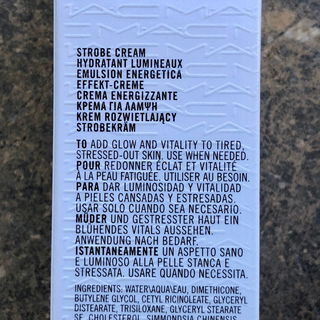 STROBE CREAM
HYDRATANT LUMINEAUX
EMULSION ENERGETICA
EFFEKT-CREME
CREMA ENERGIZZANTE
ΚΡΕΜΑ ΓΙΑ ΛΑΜΨΗ
KREM ROZWIETLAJĄCY
STROBEKRÄM
TO ADD GLOW AND VITALITY TO TIRED,
STRESSED-OUT SKIN. USE WHEN NEEDED.
POUR REDONNER ÉCLAT ET VITALITÉ
À LA PEAU FATIGUÉE. UTILISER AU BESOIN.
PARA DAR LUMINOSIDAD Y VITALIDAD
A PIELES CANSADAS Y ESTRESADAS.
USAR SOLO CUANDO SEA NECESARIO.
MÜDER UND GESTRESSTER HAUT EIN
BLÜHENDES VITALS AUSSEHEN.
ANWENDUNG NACH BEDARF.
ISTANTANEAMENTE UN ASPETTO SANO
E LUMINOSO ALLA PELLE STANCA E
STRESSATA. USARE QUANDO NECESSITA.
INGREDIENTS: WATER\AQUA\EAU, DIMETHICONE,
BUTYLENE GLYCOL, CETYL RICINOLEATE, GLYCERYL
DISTEARATE, TRISILOXANE, GLYCERYL STEARATE
SE, CHOLESTEROL, SIMMONDSIA CHINENSIS